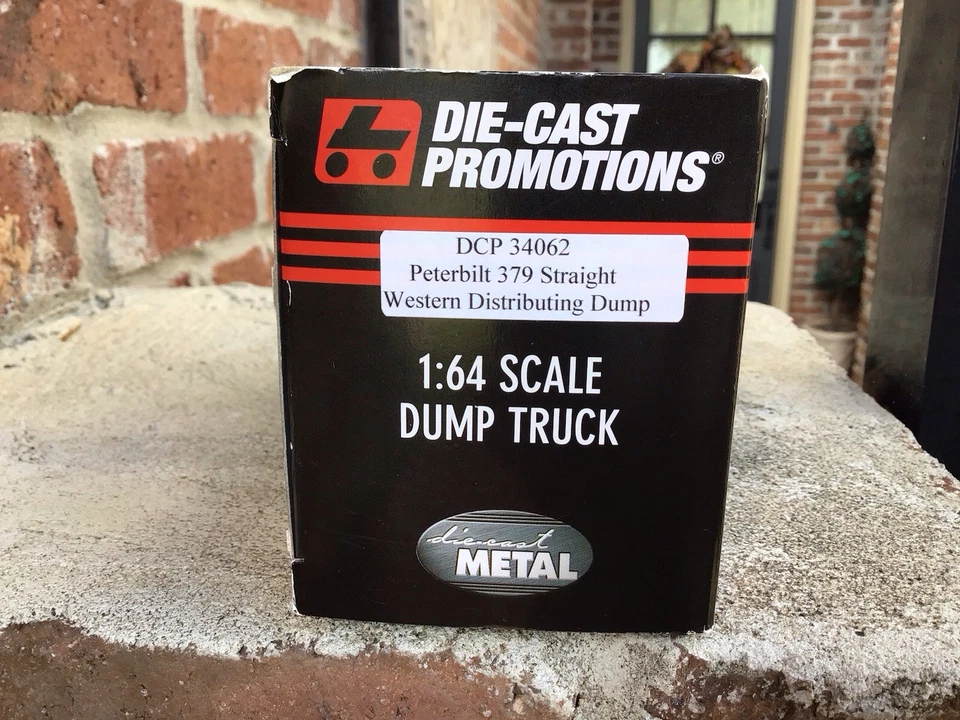 DIE-CAST
PROMOTIONS®
DCP 34062
Peterbilt 379 Straight
Western Distributing Dump
1:64 SCALE
DUMP TRUCK
die-cast
METAL